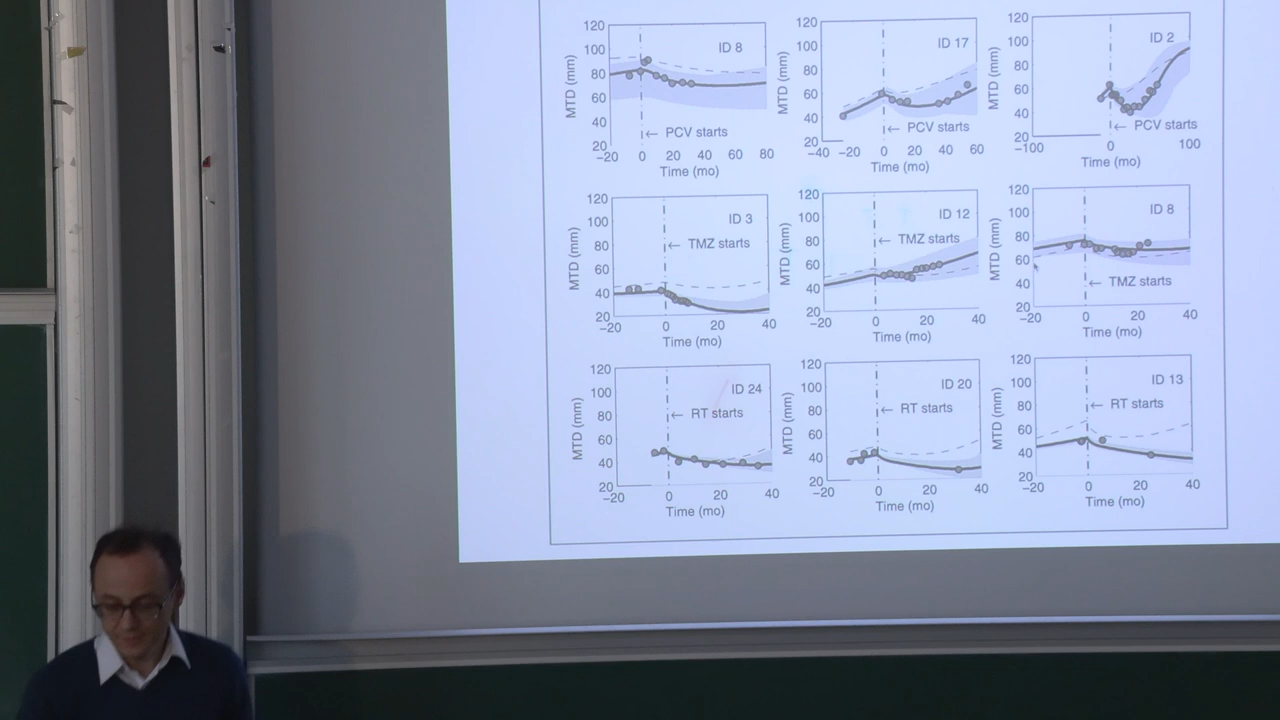 120
100
80
60
40
20
MTD (mm)
ID 8
← PCV starts
−20 0 20 40 60 80
Time (mo)
120
100
80
60
40
20
MTD (mm)
ID 17
← PCV starts
−40 −20 0 20 40 60
Time (mo)
120
100
80
60
40
20
MTD (mm)
ID 2
← PCV starts
−100 0 100
Time (mo)
120
100
80
60
40
20
MTD (mm)
ID 3
← TMZ starts
−20 0 20 40
Time (mo)
120
100
80
60
40
20
MTD (mm)
ID 12
← TMZ starts
−20 0 20 40
Time (mo)
120
100
80
60
40
20
MTD (mm)
ID 8
← TMZ starts
−20 0 20 40
Time (mo)
120
100
80
60
40
20
MTD (mm)
ID 24
← RT starts
−20 0 20 40
Time (mo)
120
100
80
60
40
20
MTD (mm)
ID 20
← RT starts
−20 0 20 40
Time (mo)
120
100
80
60
40
20
MTD (mm)
ID 13
← RT starts
−20 0 20 40
Time (mo)